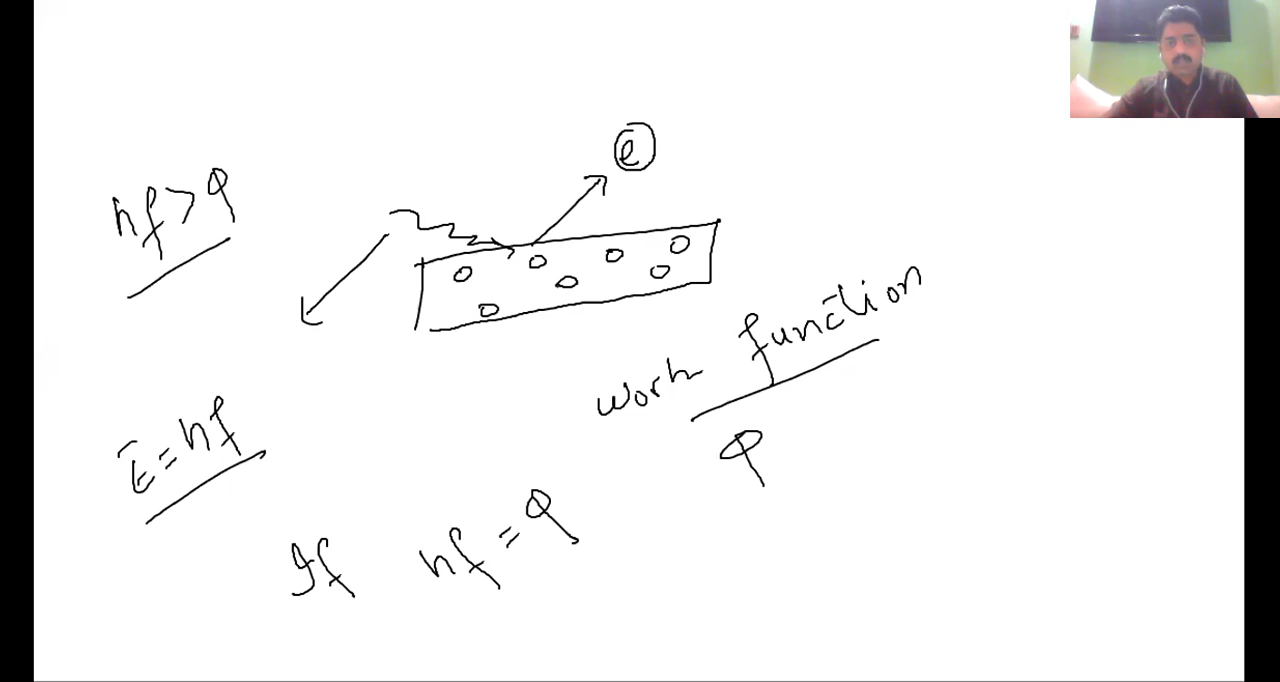 e
hf > φ
work function
φ
E = hf
If hf = φ